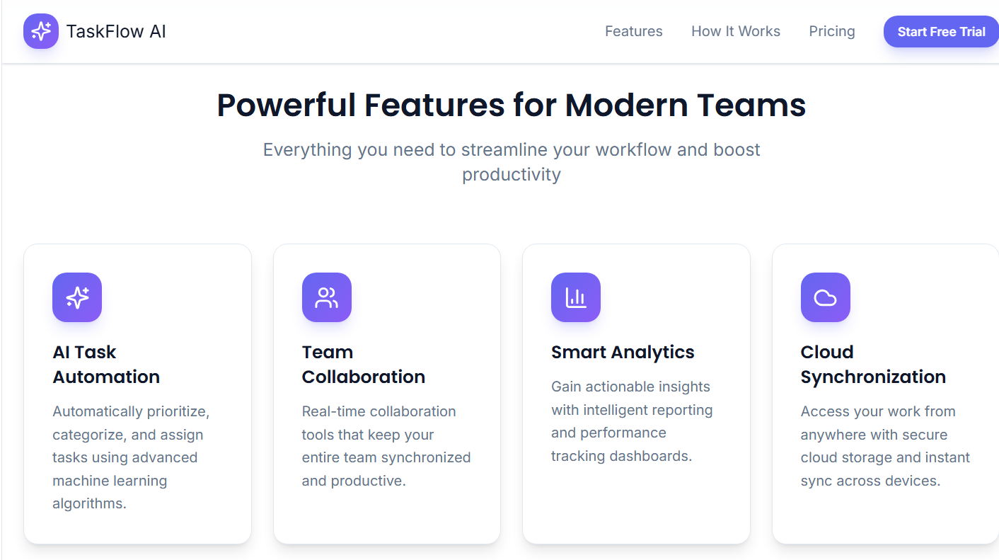 TaskFlow AI
Features
How It Works
Pricing
Start Free Trial
Powerful Features for Modern Teams
Everything you need to streamline your workflow and boost
productivity
AI Task
Automation
Automatically prioritize,
categorize, and assign
tasks using advanced
machine learning
algorithms.
Team
Collaboration
Real-time collaboration
tools that keep your
entire team synchronized
and productive.
Smart Analytics
Gain actionable insights
with intelligent reporting
and performance
tracking dashboards.
Cloud
Synchronization
Access your work from
anywhere with secure
cloud storage and instant
sync across devices.